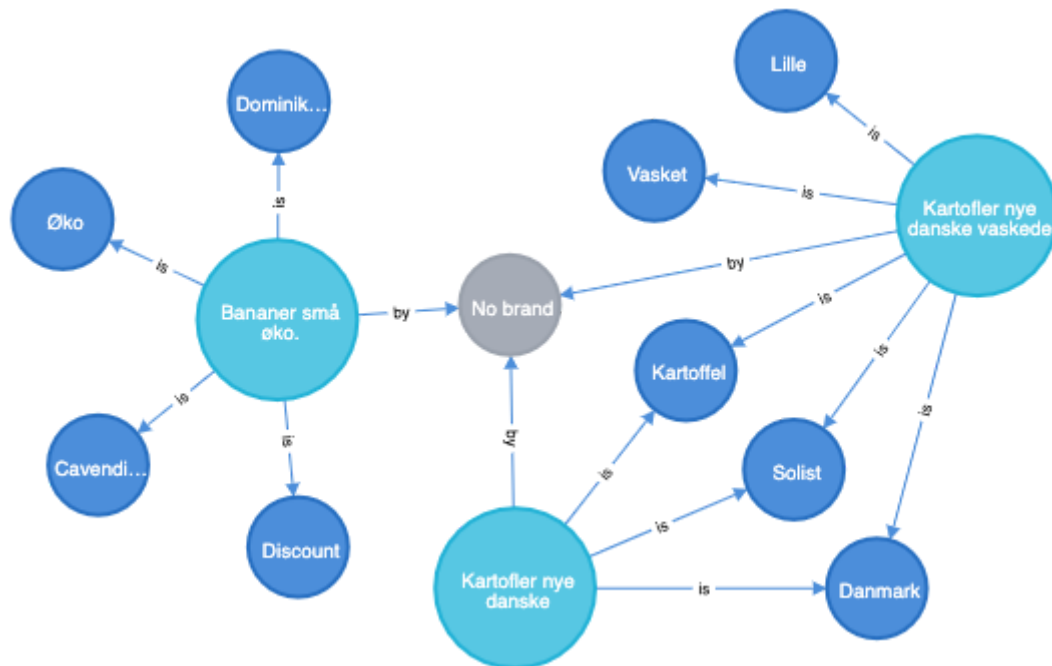 Lille
Dominik…
is
Vasket
is
is
Øko
Kartofler nye
danske vaskede
is
is
by
No brand
Bananer små
øko.
by
is
Kartoffel
is
is
is
is
by
Cavendi…
is
Solist
is
is
Discount
Kartofler nye
danske
is
Danmark